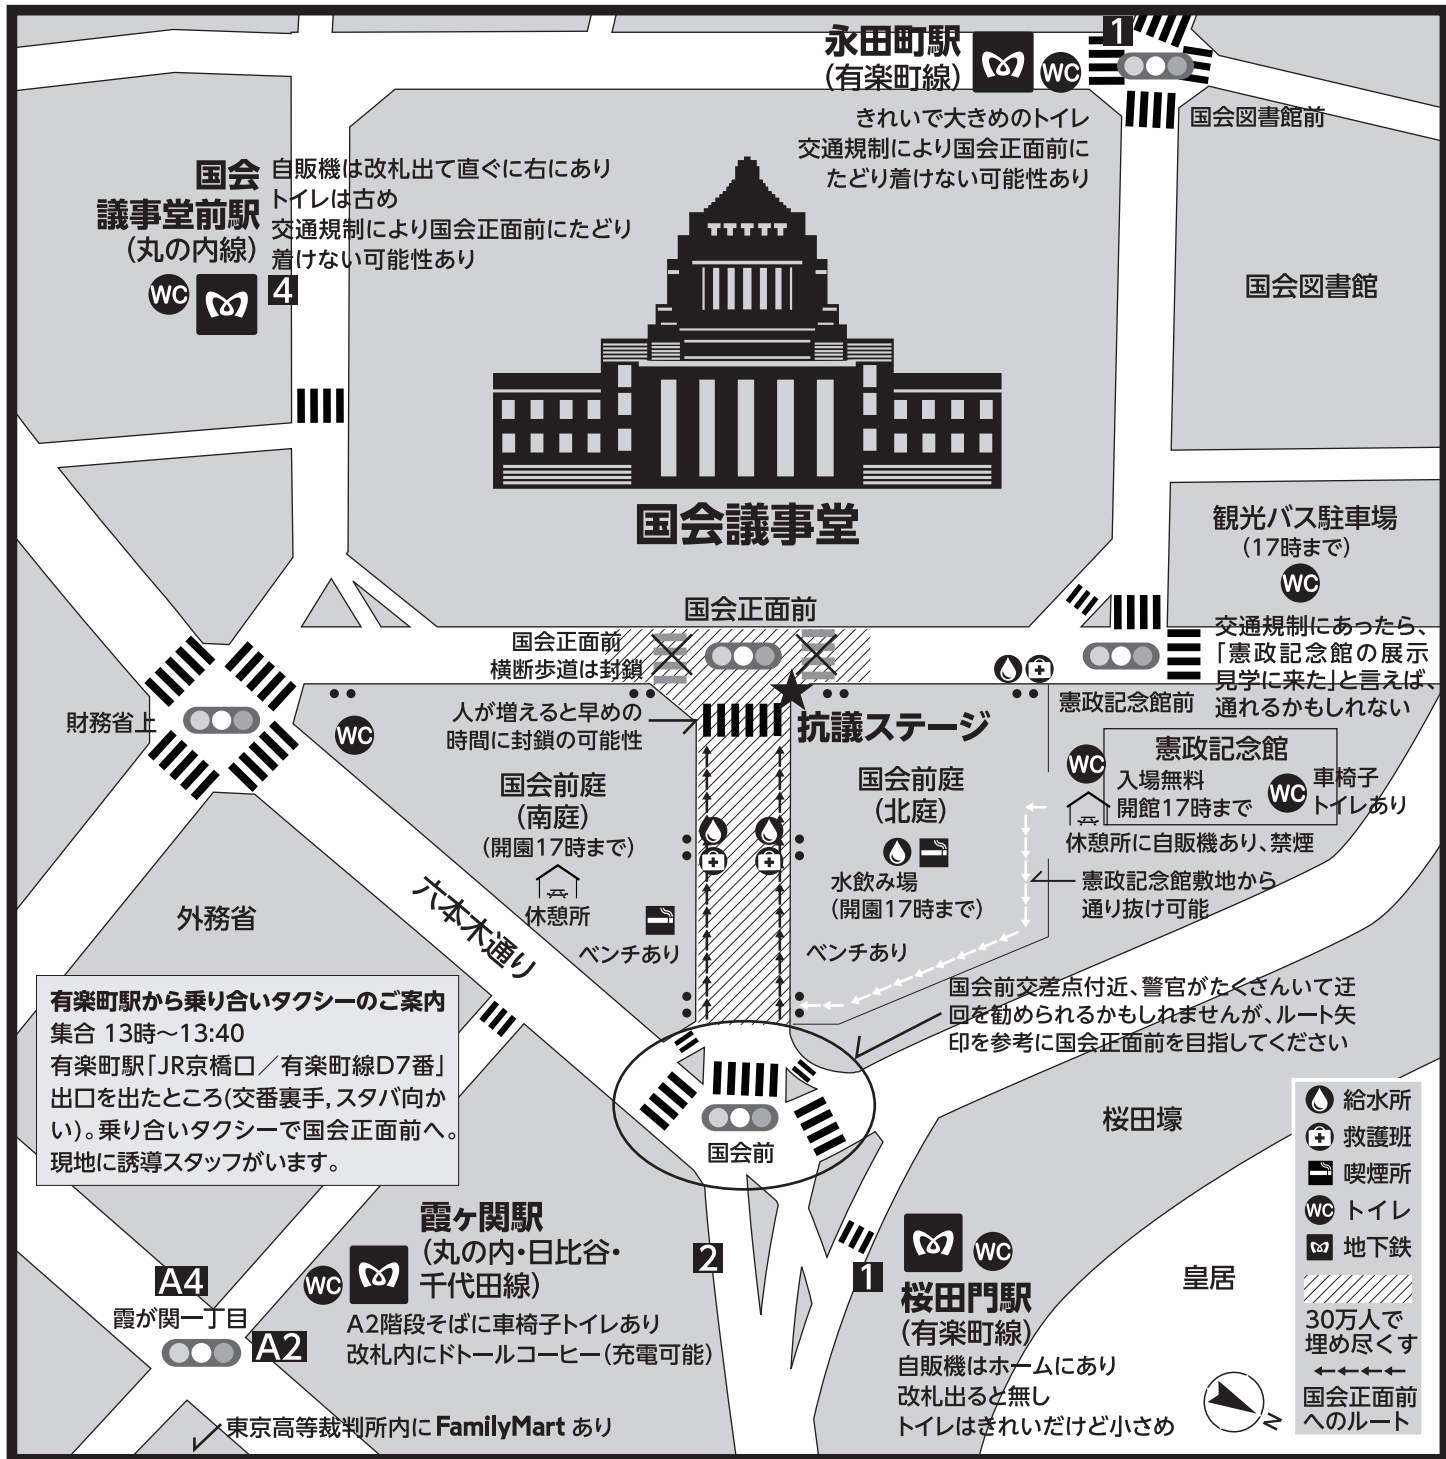 永田町駅
(有楽町線)
WC
1
国会図書館前
きれいで大きめのトイレ
交通規制により国会正面前に
たどり着けない可能性あり
国会
議事堂前駅
(丸の内線)
WC
4
自販機は改札出て直ぐに右にあり
トイレは古め
交通規制により国会正面前にたどり
着けない可能性あり
国会図書館
国会議事堂
観光バス駐車場
(17時まで)
WC
交通規制にあったら、
「憲政記念館の展示
見学に来た」と言えば、
通れるかもしれない
国会正面前
国会正面前
横断歩道は封鎖
憲政記念館前
財務省上
WC
人が増えると早めの
時間に封鎖の可能性
抗議ステージ
国会前庭
(南庭)
(開園17時まで)
休憩所
ベンチあり
国会前庭
(北庭)
水飲み場
(開園17時まで)
ベンチあり
WC
憲政記念館
入場無料
開館17時まで
WC
車椅子
トイレあり
休憩所に自販機あり、禁煙
憲政記念館敷地から
通り抜け可能
外務省
六本木通り
有楽町駅から乗り合いタクシーのご案内
集合 13時〜13:40
有楽町駅「JR京橋口/有楽町線D7番」
出口を出たところ(交番裏手,スタバ向か
い)。乗り合いタクシーで国会正面前へ。
現地に誘導スタッフがいます。
国会前交差点付近、警官がたくさんいて迂
回を勧められるかもしれませんが、ルート矢
印を参考に国会正面前を目指してください
国会前
桜田壕
皇居
霞ヶ関駅
(丸の内・日比谷・
千代田線)
WC
A2階段そばに車椅子トイレあり
改札内にドトールコーヒー(充電可能)
2
1
WC
桜田門駅
(有楽町線)
自販機はホームにあり
改札出ると無し
トイレはきれいだけど小さめ
A4
霞が関一丁目
A2
東京高等裁判所内にFamilyMartあり
給水所
救護班
喫煙所
WC トイレ
地下鉄
30万人で
埋め尽くす
国会正面前
へのルート
N